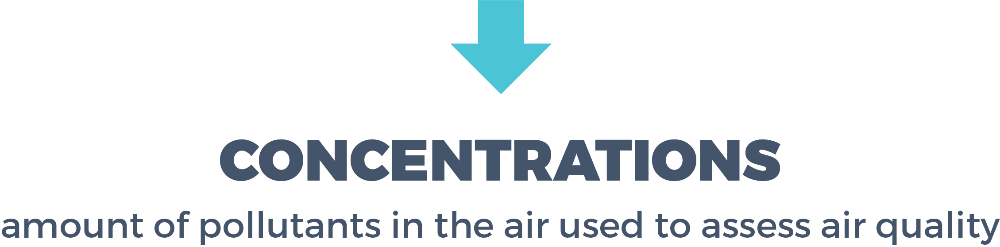 CONCENTRATIONS
amount of pollutants in the air used to assess air quality